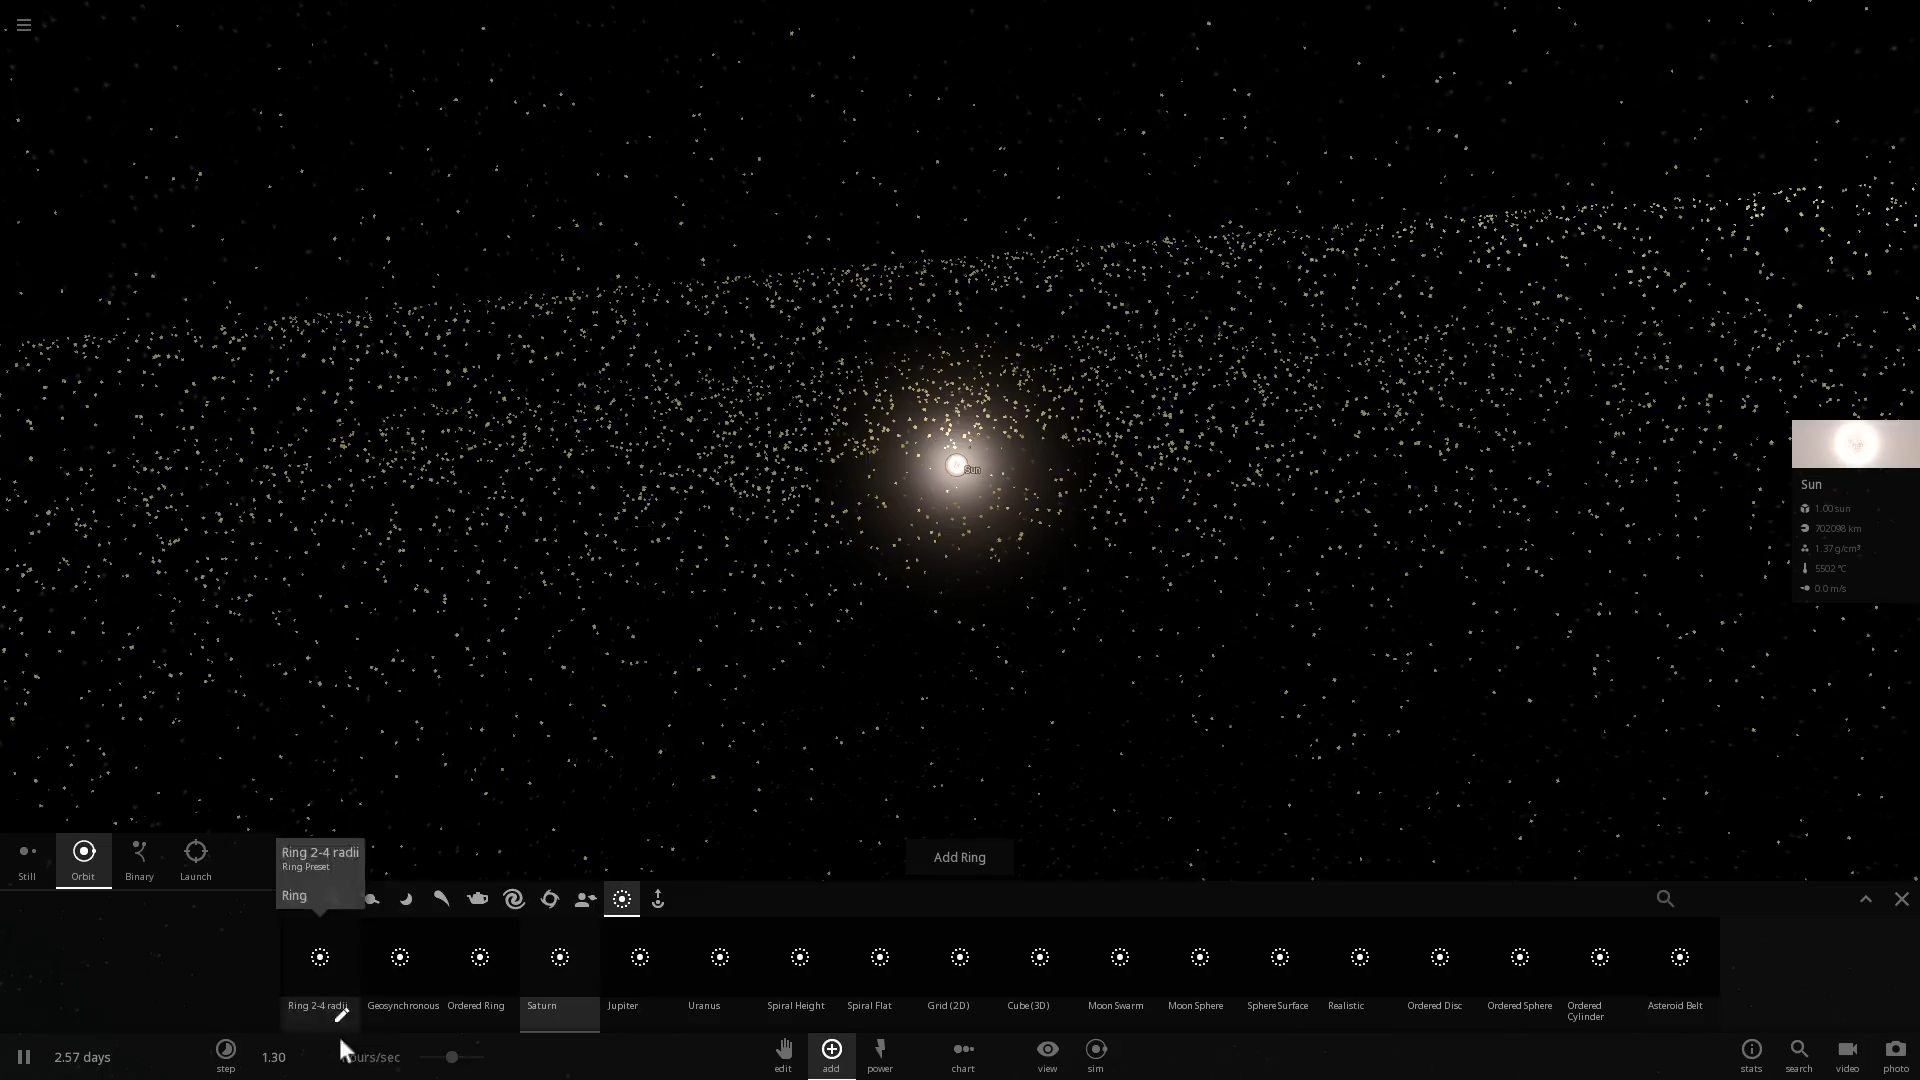 Sun
Sun
1.00 sun
702098 km
1.37 g/cm³
5502 °C
0.0 m/s
Still
Orbit
Binary
Launch
Ring 2-4 radii
Ring Preset
Ring
Add Ring
Ring 2-4 radii
Geosynchronous
Ordered Ring
Saturn
Jupiter
Uranus
Spiral Height
Spiral Flat
Grid (2D)
Cube (3D)
Moon Swarm
Moon Sphere
Sphere Surface
Realistic
Ordered Disc
Ordered Sphere
Ordered
Cylinder
Asteroid Belt
2.57 days
step
1.30
ours/sec
edit
add
power
chart
view
sim
stats
search
video
photo